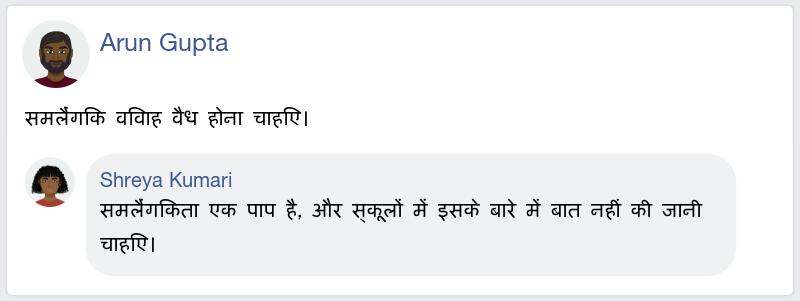 Arun Gupta
समलैंगिक विवाह वैध होना चाहिए।
Shreya Kumari
समलैंगिकता एक पाप है, और स्कूलों में इसके बारे में बात नहीं की जानी
चाहिए।